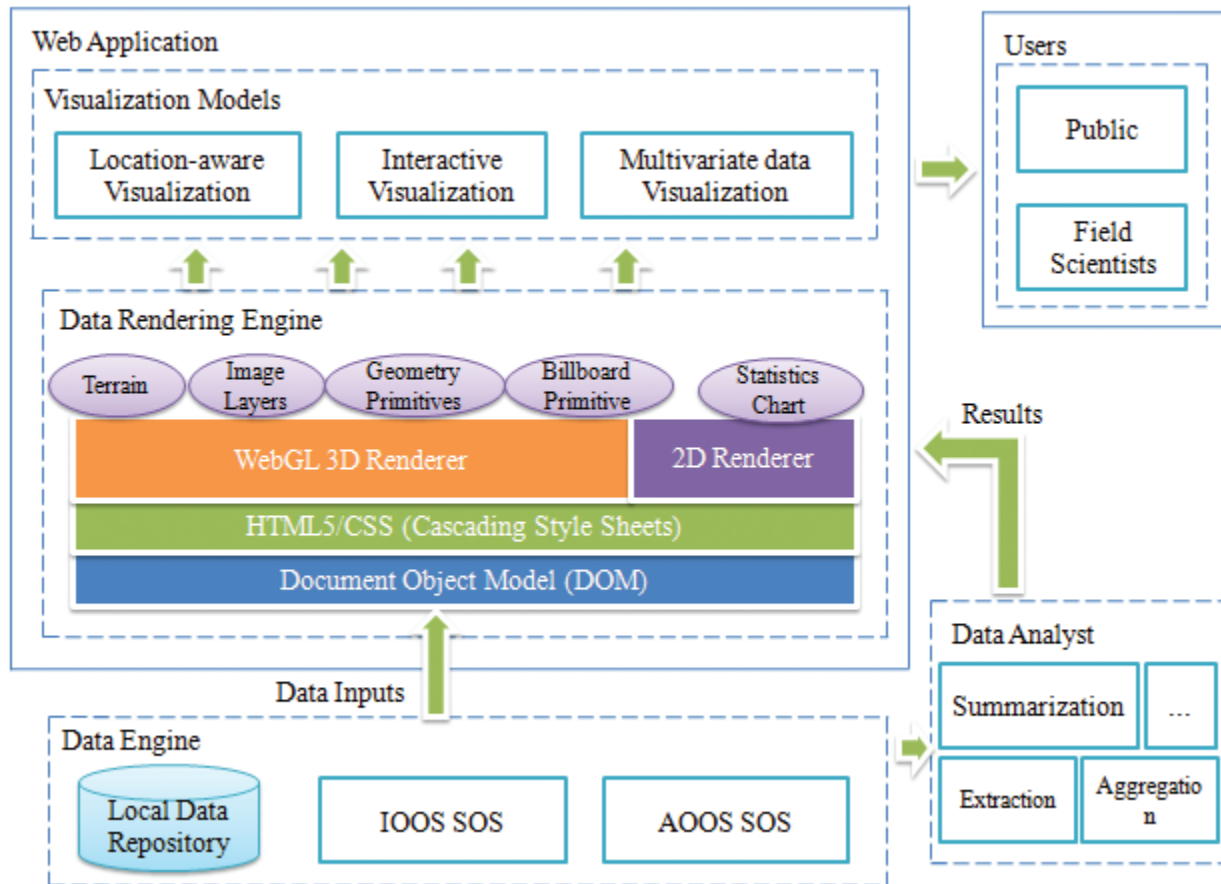 Web Application
Visualization Models
Location-aware
Visualization
Interactive
Visualization
Multivariate data
Visualization
Users
Public
Field
Scientists
Data Rendering Engine
Terrain
Image
Layers
Geometry
Primitives
Billboard
Primitive
Statistics
Chart
WebGL 3D Renderer
2D Renderer
HTML5/CSS (Cascading Style Sheets)
Document Object Model (DOM)
Results
Data Inputs
Data Engine
Local Data
Repository
IOOS SOS
AOOS SOS
Data Analyst
Summarization
...
Extraction
Aggregatio
n